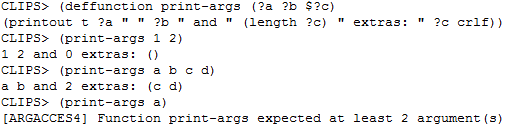 CLIPS> (deffunction print-args (?a ?b $?c)
(printout t ?a " " ?b " and " (length ?c) " extras: " ?c crlf))
CLIPS> (print-args 1 2)
1 2 and 0 extras: ()
CLIPS> (print-args a b c d)
a b and 2 extras: (c d)
CLIPS> (print-args a)
[ARGACCES4] Function print-args expected at least 2 argument(s)